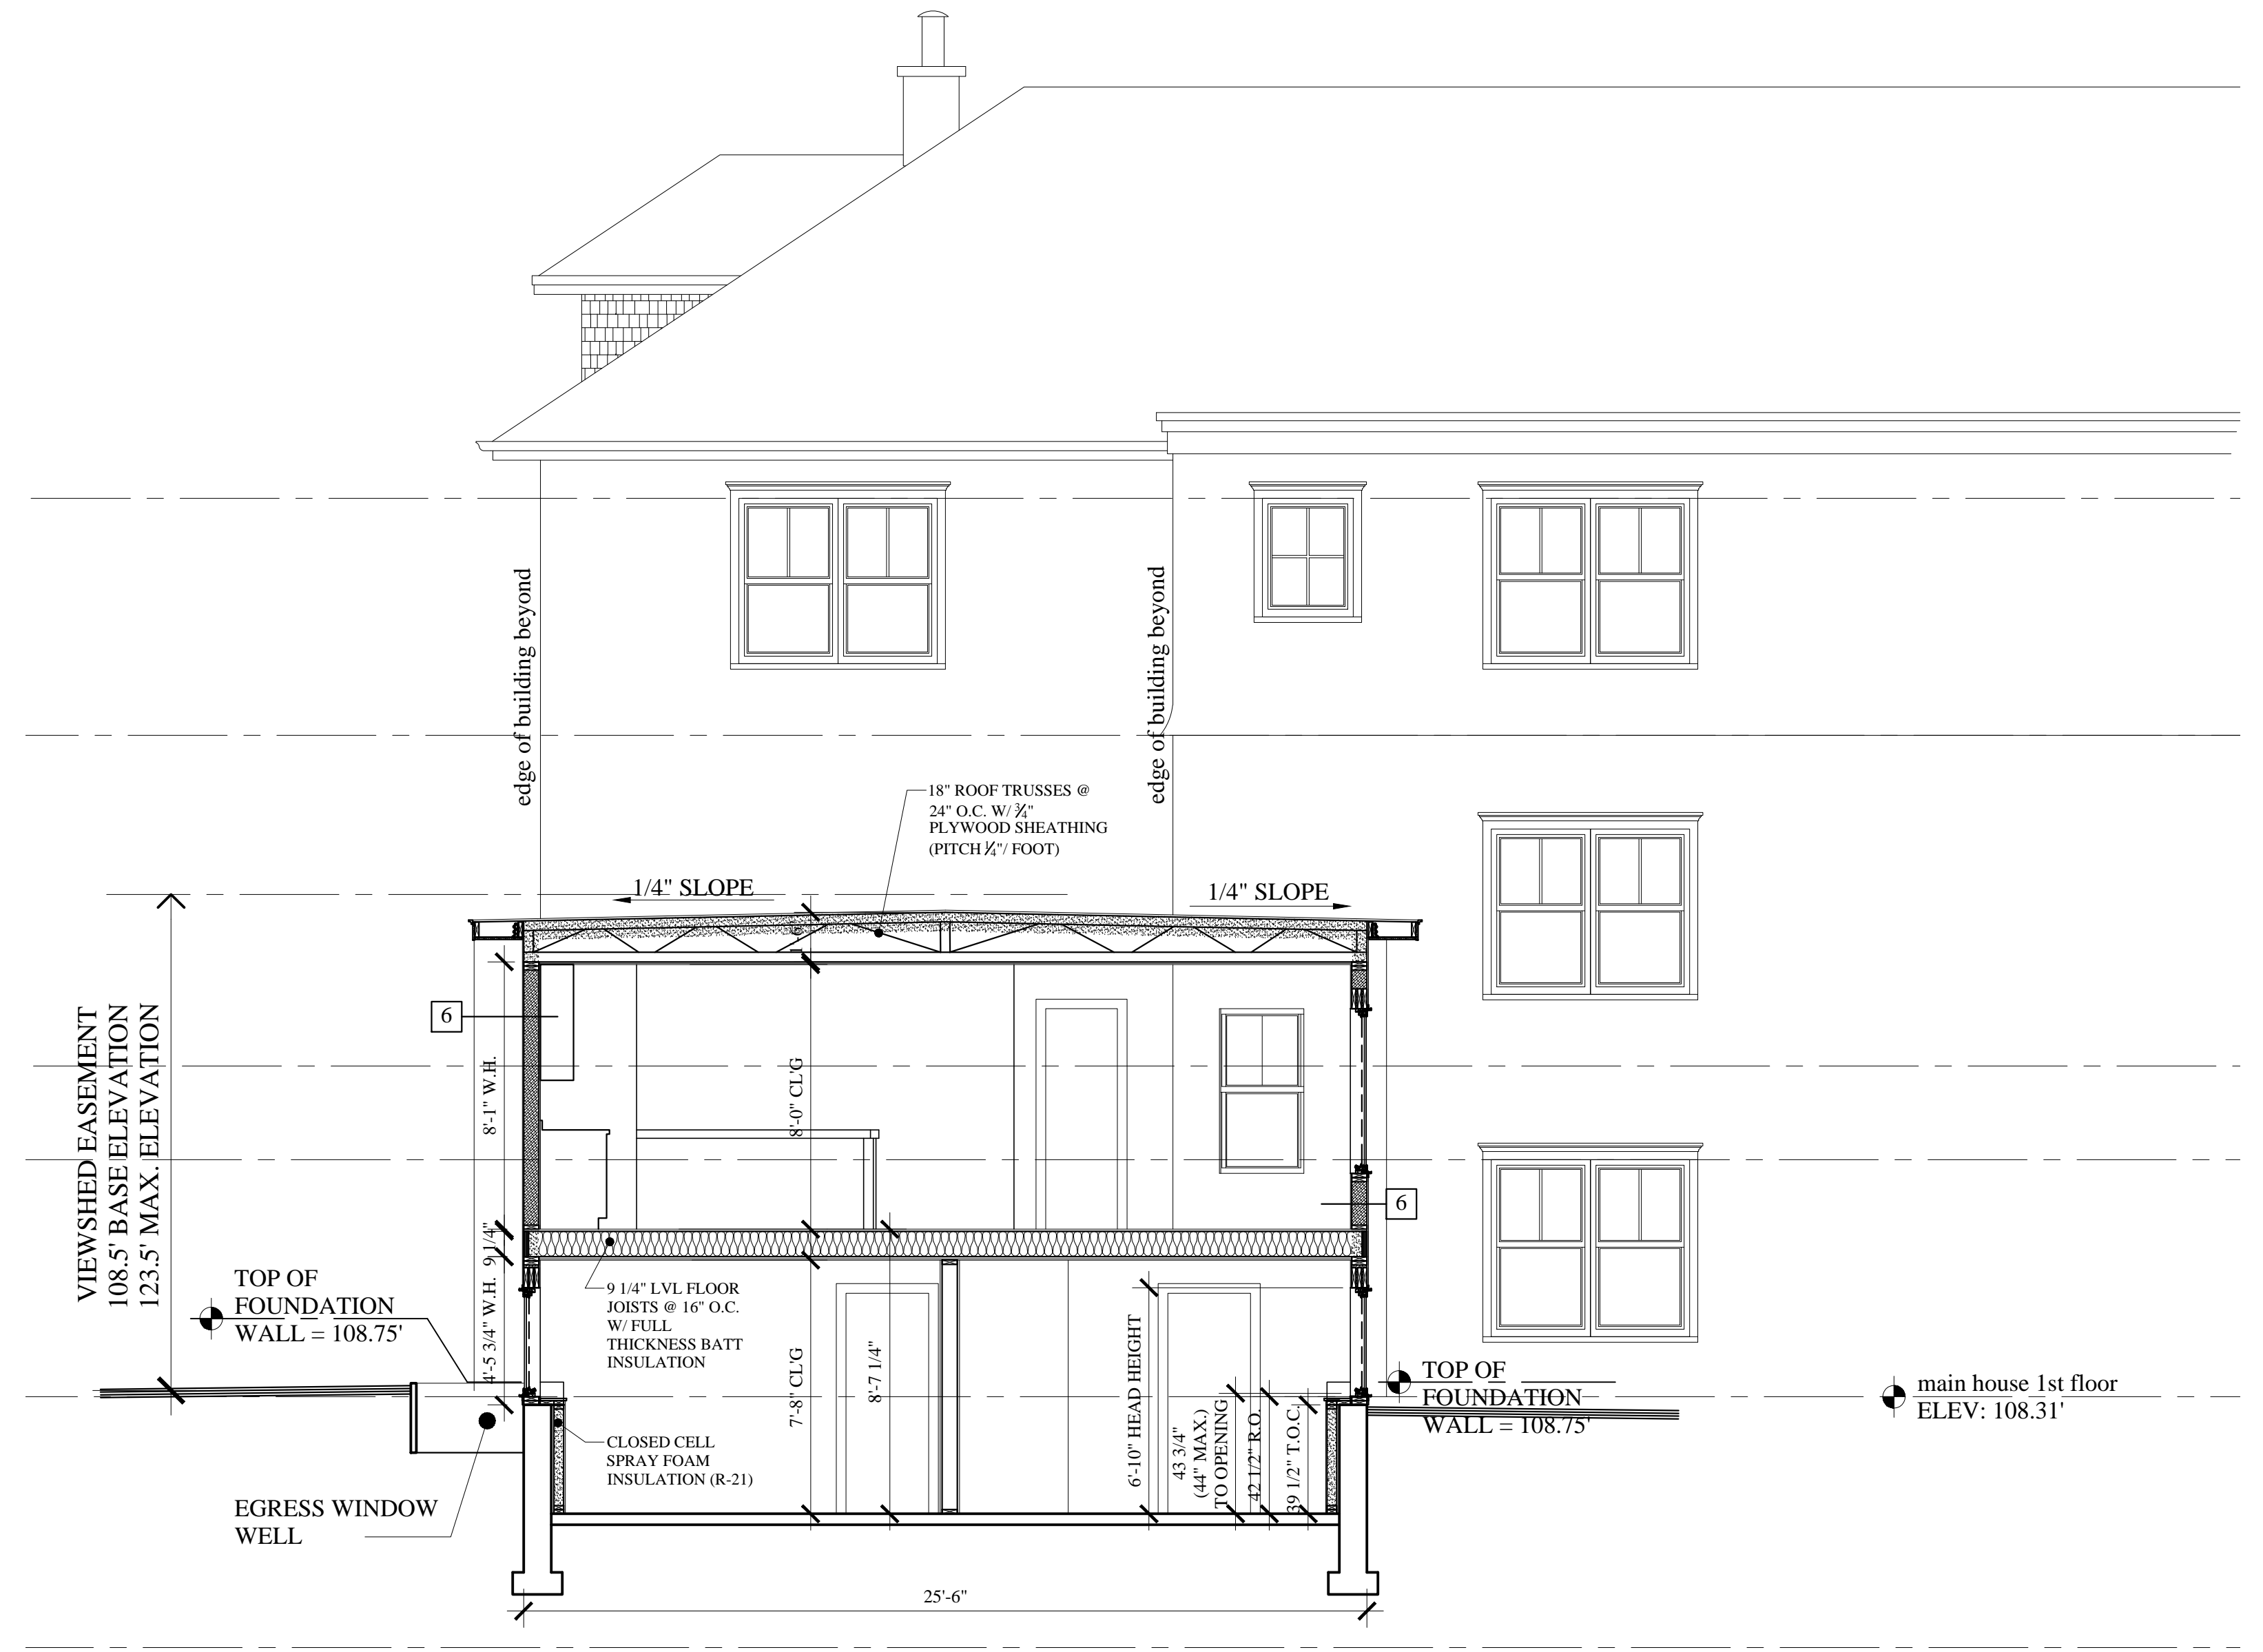 edge of building beyond
edge of building beyond
18" ROOF TRUSSES @
24" O.C. W/ ¾"
PLYWOOD SHEATHING
(PITCH ¼"/ FOOT)
1/4" SLOPE
1/4" SLOPE
VIEWSHED EASEMENT
108.5' BASE ELEVATION
123.5' MAX. ELEVATION
6
8'-1" W.H.
8'-0" CL'G
6
9 1/4"
4'-5 3/4" W.H.
TOP OF
FOUNDATION
WALL = 108.75'
9 1/4" LVL FLOOR
JOISTS @ 16" O.C.
W/ FULL
THICKNESS BATT
INSULATION
7'-8" CL'G
8'-7 1/4"
6'-10" HEAD HEIGHT
43 3/4"
(44" MAX.)
TO OPENING
42 1/2" R.O.
39 1/2" T.O.C.
TOP OF
FOUNDATION
WALL = 108.75'
main house 1st floor
ELEV: 108.31'
CLOSED CELL
SPRAY FOAM
INSULATION (R-21)
EGRESS WINDOW
WELL
25'-6"